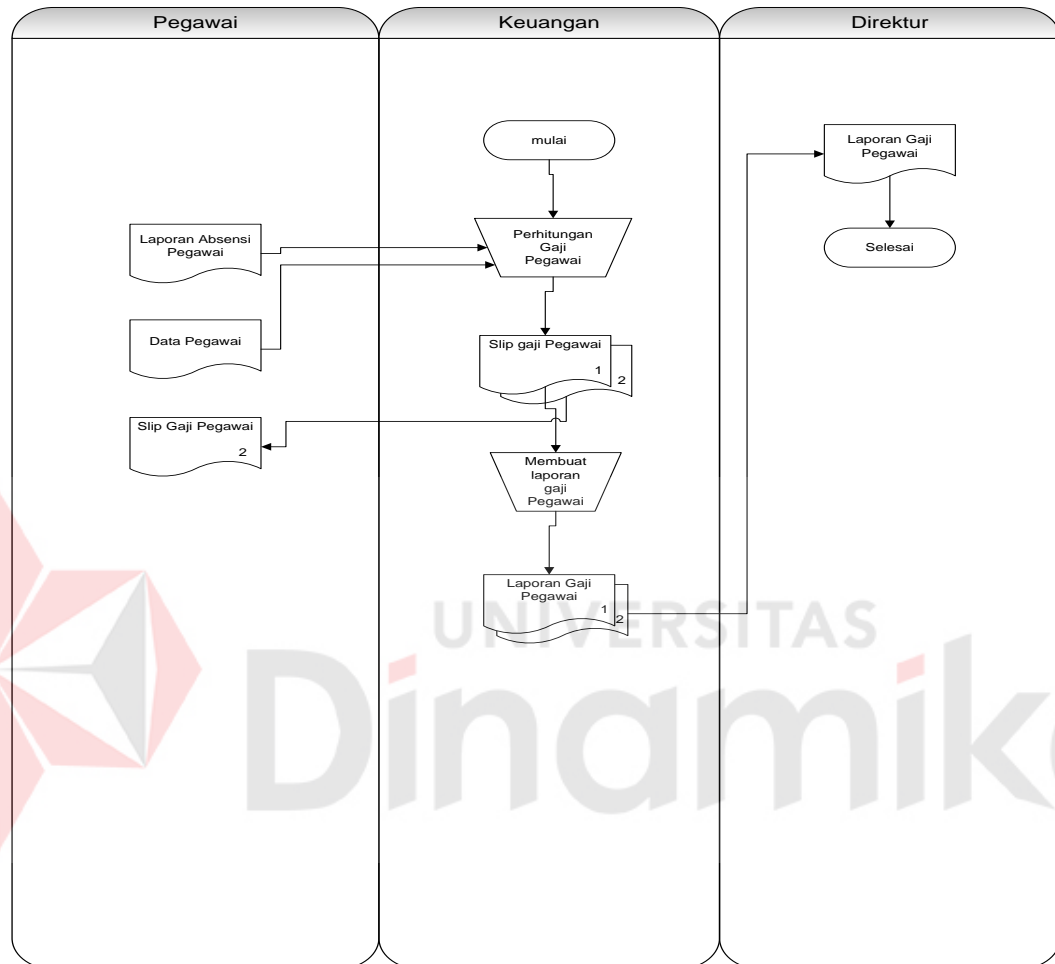 Pegawai
Keuangan
Direktur
mulai
Laporan Gaji
Pegawai
Laporan Absensi
Pegawai
Perhitungan
Gaji
Pegawai
Selesai
Data Pegawai
Slip gaji Pegawai
1
2
Slip Gaji Pegawai
2
Membuat
laporan
gaji
Pegawai
Laporan Gaji
Pegawai
1
2
UNIVERSITAS
Dinamika